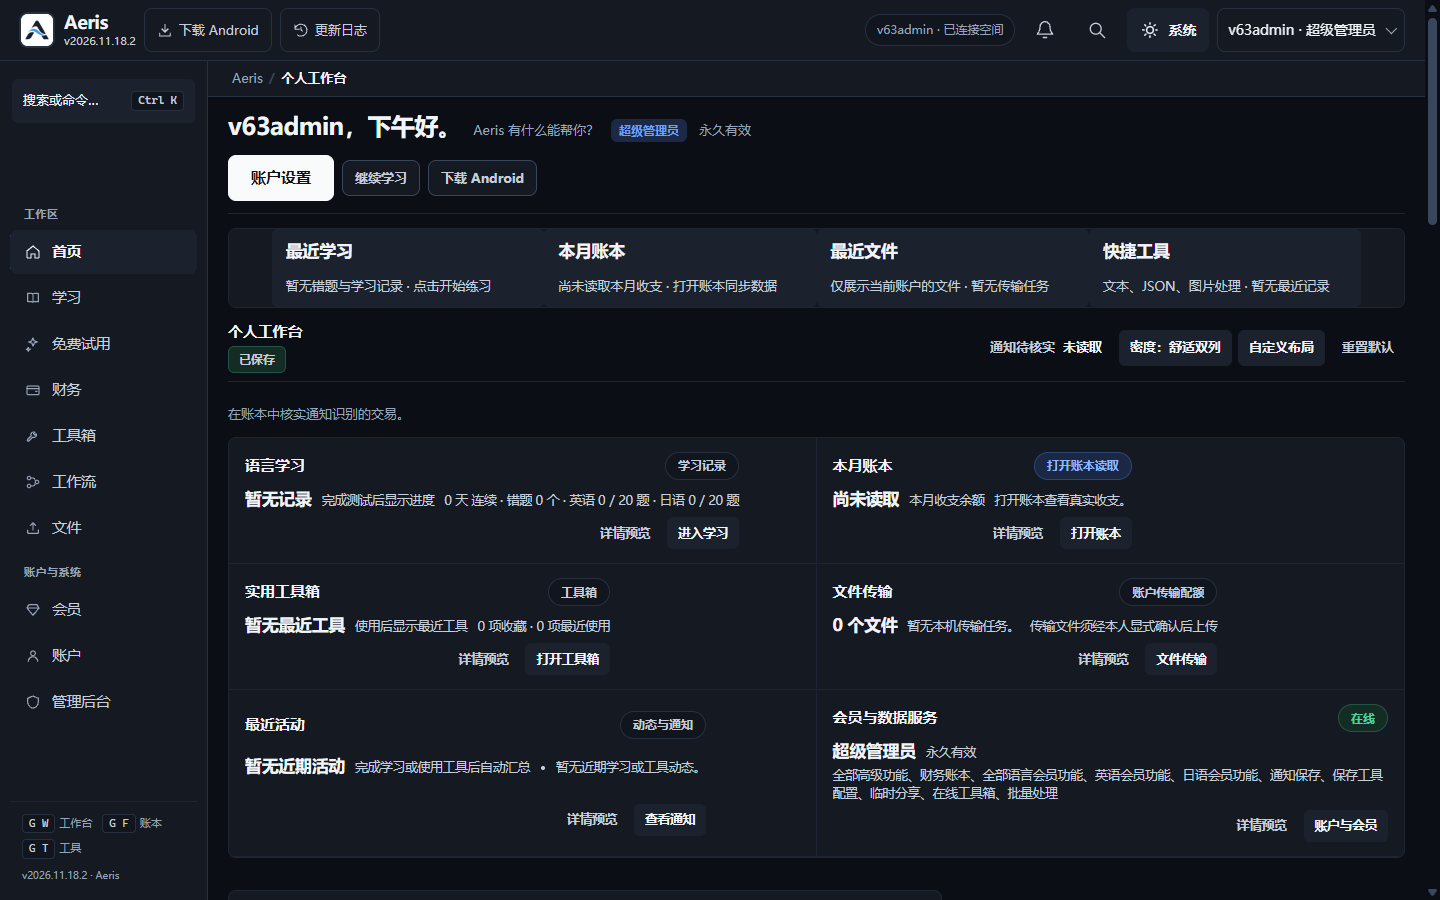 Aeris
v2026.11.18.2
下载 Android
更新日志
v63admin · 已连接空间
系统
v63admin · 超级管理员
搜索或命令...
Ctrl K
工作区
首页
学习
免费试用
财务
工具箱
工作流
文件
账户与系统
会员
账户
管理后台
G W 工作台 G F 账本
G T 工具
v2026.11.18.2 · Aeris
Aeris / 个人工作台
v63admin，下午好。 Aeris 有什么能帮你？ 超级管理员 永久有效
账户设置 继续学习 下载 Android
最近学习
暂无错题与学习记录 · 点击开始练习
本月账本
尚未读取本月收支 · 打开账本同步数据
最近文件
仅展示当前账户的文件 · 暂无传输任务
快捷工具
文本、JSON、图片处理 · 暂无最近记录
个人工作台
已保存
通知待核实 未读取 密度：舒适双列 自定义布局 重置默认
在账本中核实通知识别的交易。
语言学习 学习记录
暂无记录 完成测试后显示进度 0 天 连续 · 错题 0 个 · 英语 0 / 20 题 · 日语 0 / 20 题
详情预览 进入学习
本月账本 打开账本读取
尚未读取 本月收支余额 打开账本查看真实收支。
详情预览 打开账本
实用工具箱 工具箱
暂无最近工具 使用后显示最近工具 0 项收藏 · 0 项最近使用
详情预览 打开工具箱
文件传输 账户传输配额
0 个文件 暂无本机传输任务。 传输文件须经本人显式确认后上传
详情预览 文件传输
最近活动 动态与通知
暂无近期活动 完成学习或使用工具后自动汇总 • 暂无近期学习或工具动态。
详情预览 查看通知
会员与数据服务 在线
超级管理员 永久有效
全部高级功能、财务账本、全部语言会员功能、英语会员功能、日语会员功能、通知保存、保存工具
配置、临时分享、在线工具箱、批量处理
详情预览 账户与会员